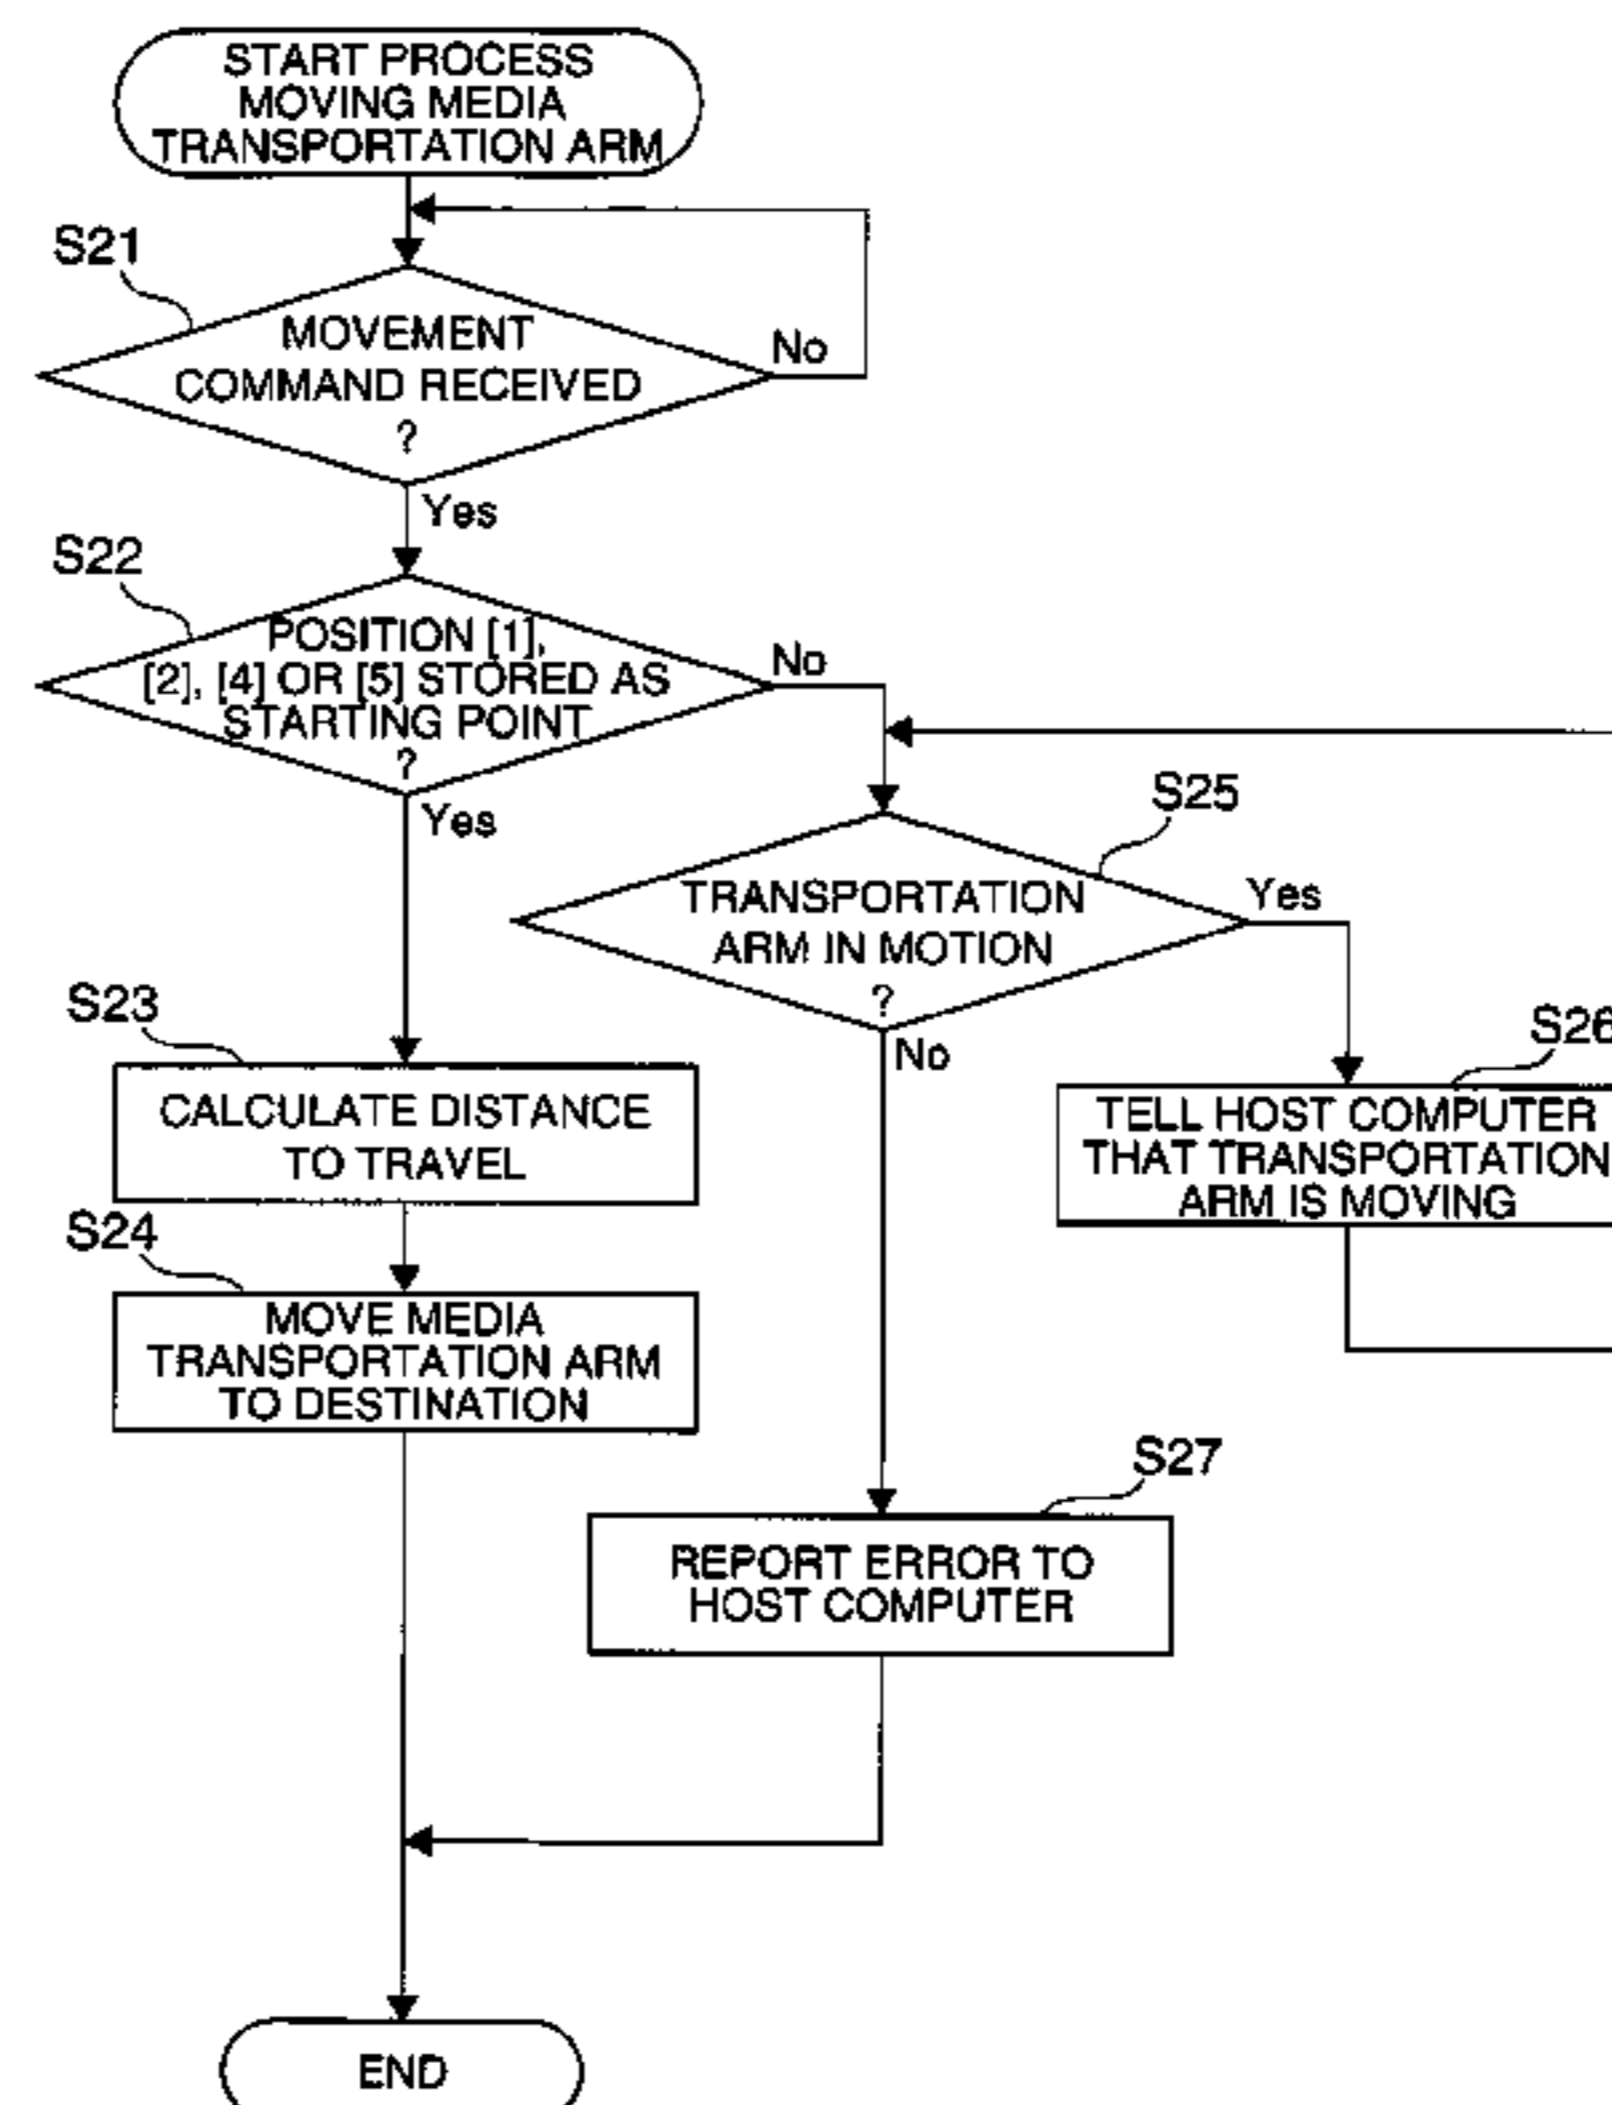 START PROCESS
MOVING MEDIA
TRANSPORTATION ARM
S21
MOVEMENT
COMMAND RECEIVED
?
No
Yes
S22
POSITION [1],
[2], [4] OR [5] STORED AS
STARTING POINT
?
No
Yes
S25
TRANSPORTATION
ARM IN MOTION
?
Yes
No
S23
CALCULATE DISTANCE
TO TRAVEL
S26
TELL HOST COMPUTER
THAT TRANSPORTATION
ARM IS MOVING
S24
MOVE MEDIA
TRANSPORTATION ARM
TO DESTINATION
S27
REPORT ERROR TO
HOST COMPUTER
END